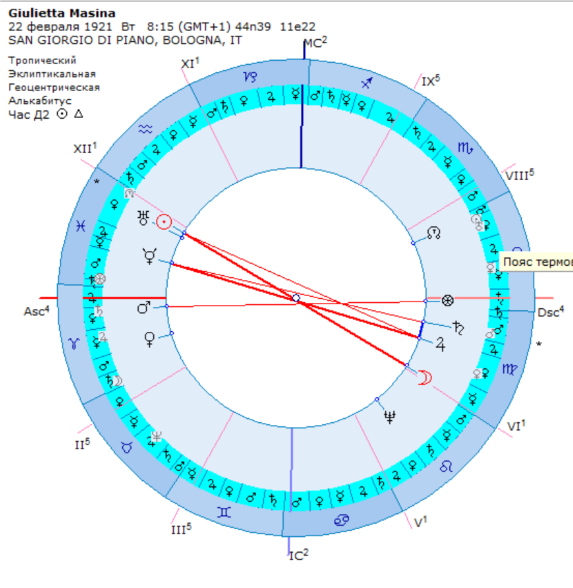 Giulietta Masina
22 февраля 1921 Вт 8:15 (GMT+1) 44n39 11e22
SAN GIORGIO DI PIANO, BOLOGNA, IT
Тропический
Эклиптикальная
Геоцентрическая
Алькабитус
Час Д2 ☉ △
MC²
XI¹
IX⁵
XII¹
VIII⁵
*
Пояс термов
Asc⁴
Dsc⁴
*
II⁵
VI¹
III⁵
V¹
IC²